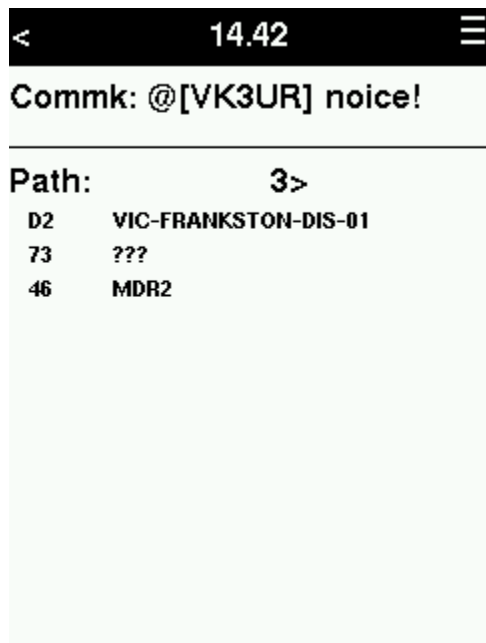 < 14.42 ☰
Commk: @[VK3UR] noice!
Path: 3>
D2 VIC-FRANKSTON-DIS-01
73 ???
46 MDR2